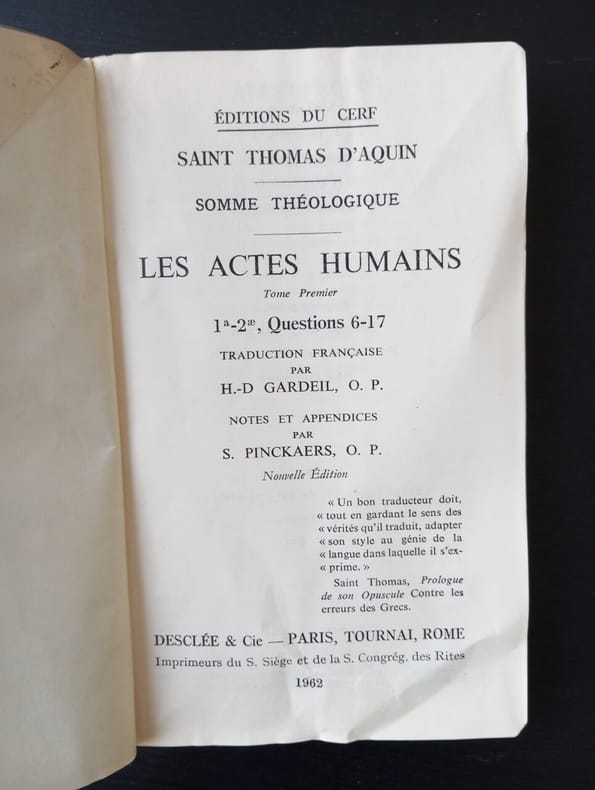 ÉDITIONS DU CERF
SAINT THOMAS D'AQUIN
SOMME THÉOLOGIQUE
LES ACTES HUMAINS
Tome Premier
1ª-2æ, Questions 6-17
TRADUCTION FRANÇAISE
PAR
H.-D GARDEIL, O. P.
NOTES ET APPENDICES
PAR
S. PINCKAERS, O. P.
Nouvelle Édition
« Un bon traducteur doit,
« tout en gardant le sens des
« vérités qu'il traduit, adapter
« son style au génie de la
« langue dans laquelle il s'ex-
« prime. »
Saint Thomas, Prologue
de son Opuscule Contre les
erreurs des Grecs.
DESCLÉE & Cie — PARIS, TOURNAI, ROME
Imprimeurs du S. Siège et de la S. Congrég. des Rites
1962